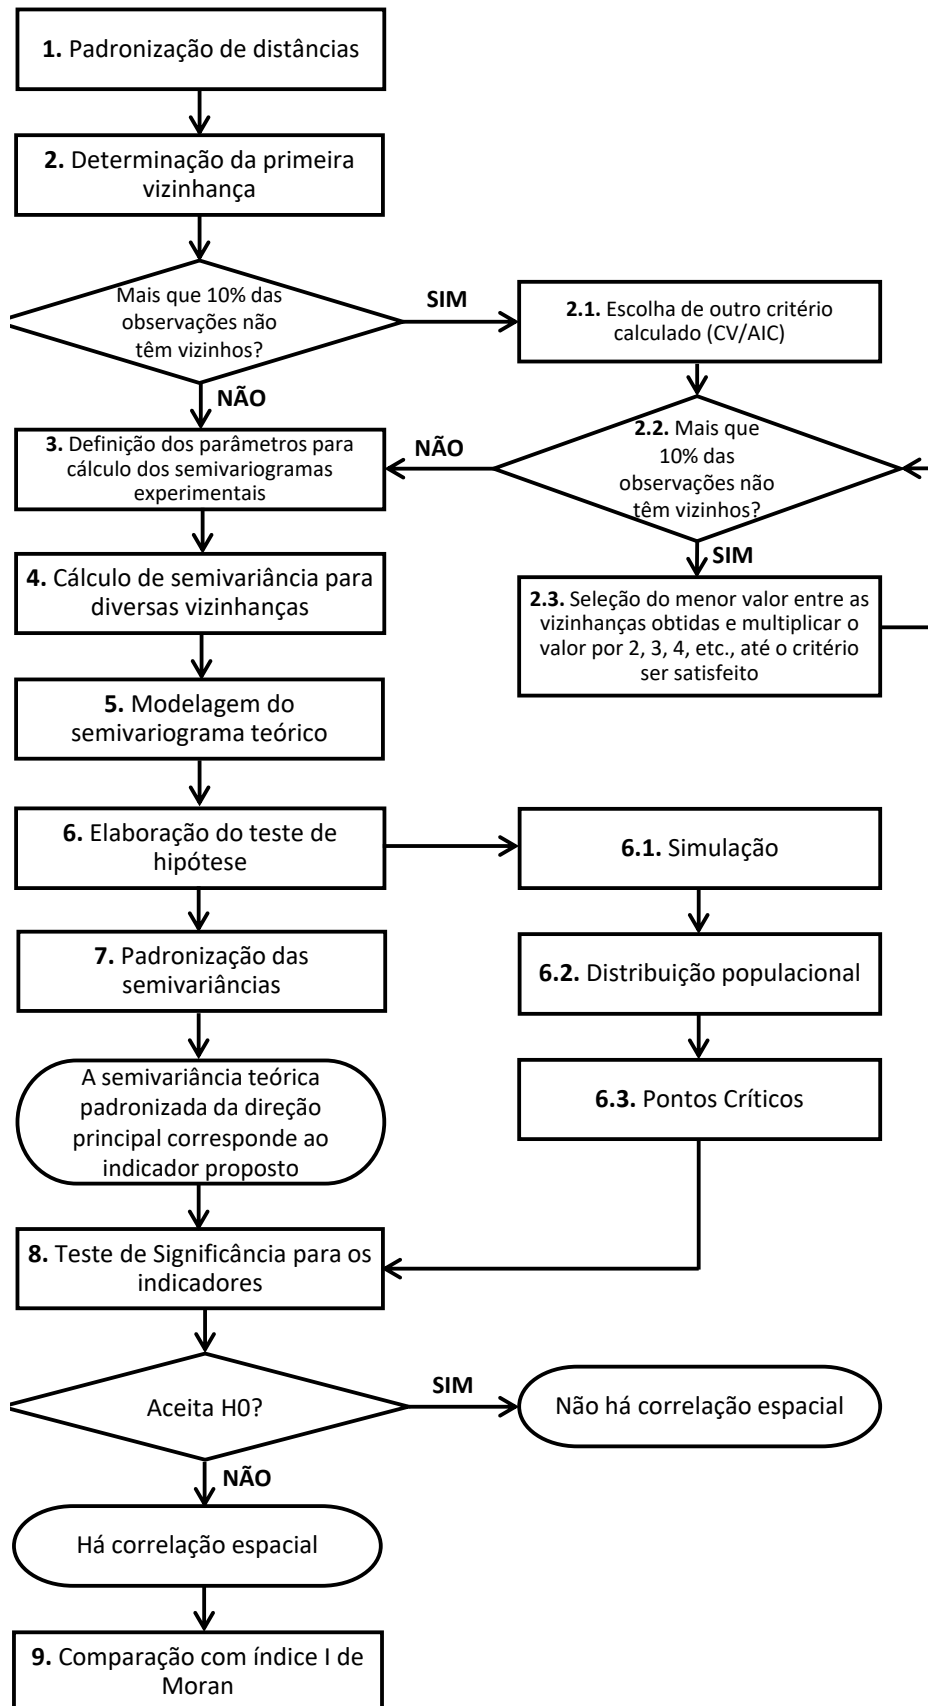 1. Padronização de distâncias
2. Determinação da primeira
vizinhança
Mais que 10% das
observações não
têm vizinhos?
SIM
2.1. Escolha de outro critério
calculado (CV/AIC)
NÃO
3. Definição dos parâmetros para
cálculo dos semivariogramas
experimentais
NÃO
2.2. Mais que
10% das
observações não
têm vizinhos?
SIM
2.3. Seleção do menor valor entre as
vizinhanças obtidas e multiplicar o
valor por 2, 3, 4, etc., até o critério
ser satisfeito
4. Cálculo de semivariância para
diversas vizinhanças
5. Modelagem do
semivariograma teórico
6. Elaboração do teste de
hipótese
6.1. Simulação
7. Padronização das
semivariâncias
6.2. Distribuição populacional
A semivariância teórica
padronizada da direção
principal corresponde ao
indicador proposto
6.3. Pontos Críticos
8. Teste de Significância para os
indicadores
Aceita H0?
SIM
Não há correlação espacial
NÃO
Há correlação espacial
9. Comparação com índice I de
Moran